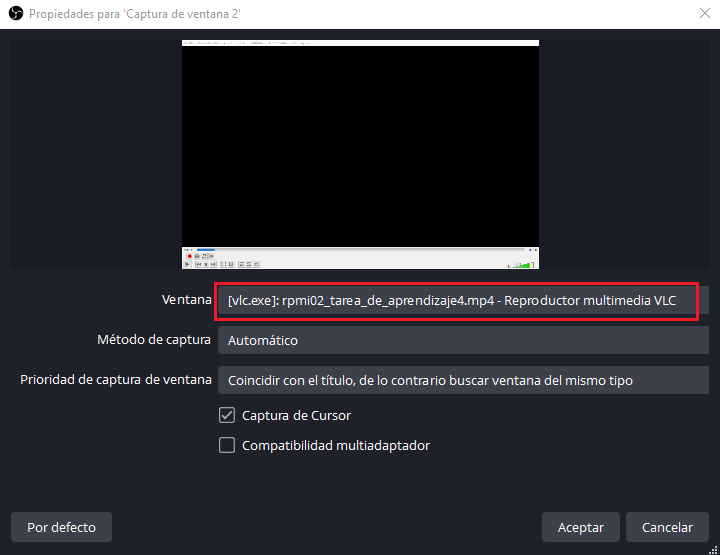 Propiedades para 'Captura de ventana 2'
Ventana [vlc.exe]: rpmi02_tarea_de_aprendizaje4.mp4 - Reproductor multimedia VLC
Método de captura Automático
Prioridad de captura de ventana Coincidir con el título, de lo contrario buscar ventana del mismo tipo
Captura de Cursor
Compatibilidad multiadaptador
Por defecto Aceptar Cancelar